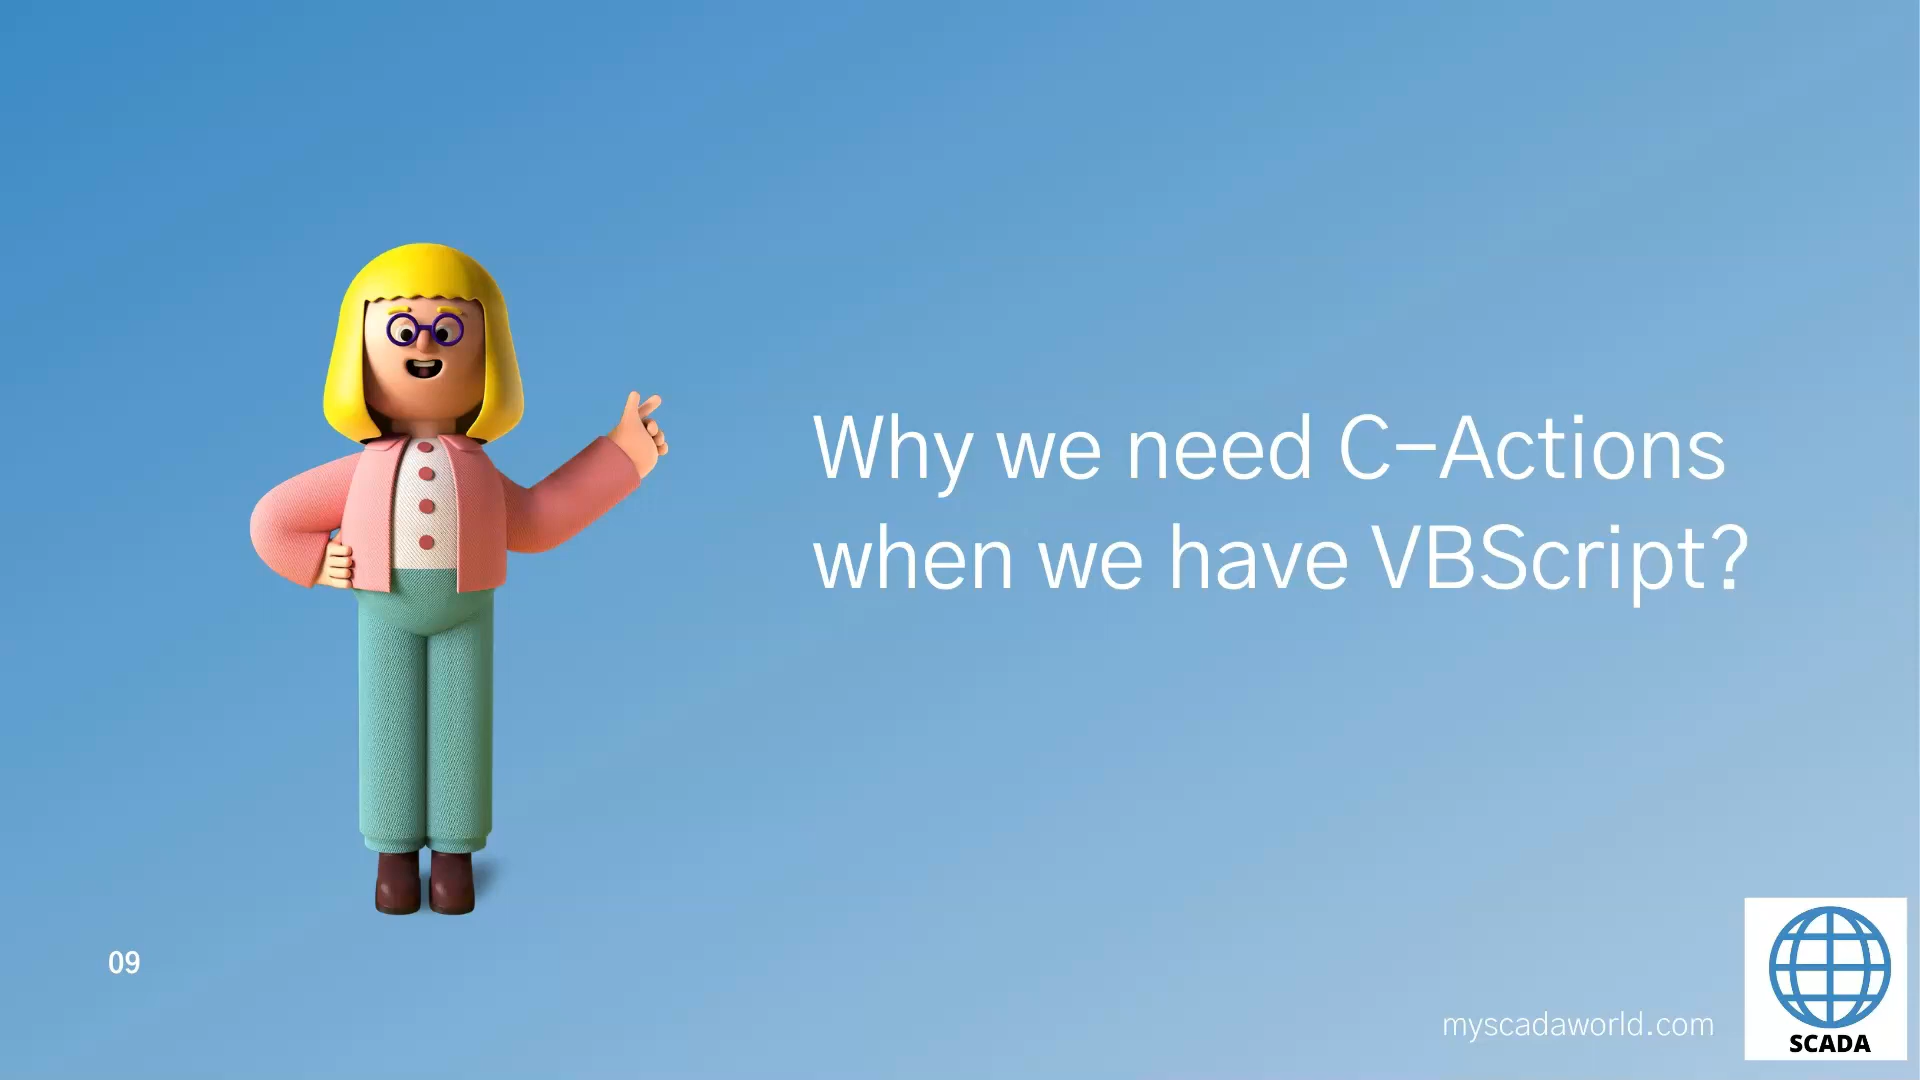 Why we need C-Actions
when we have VBScript?
09
myscadaworld.com
SCADA